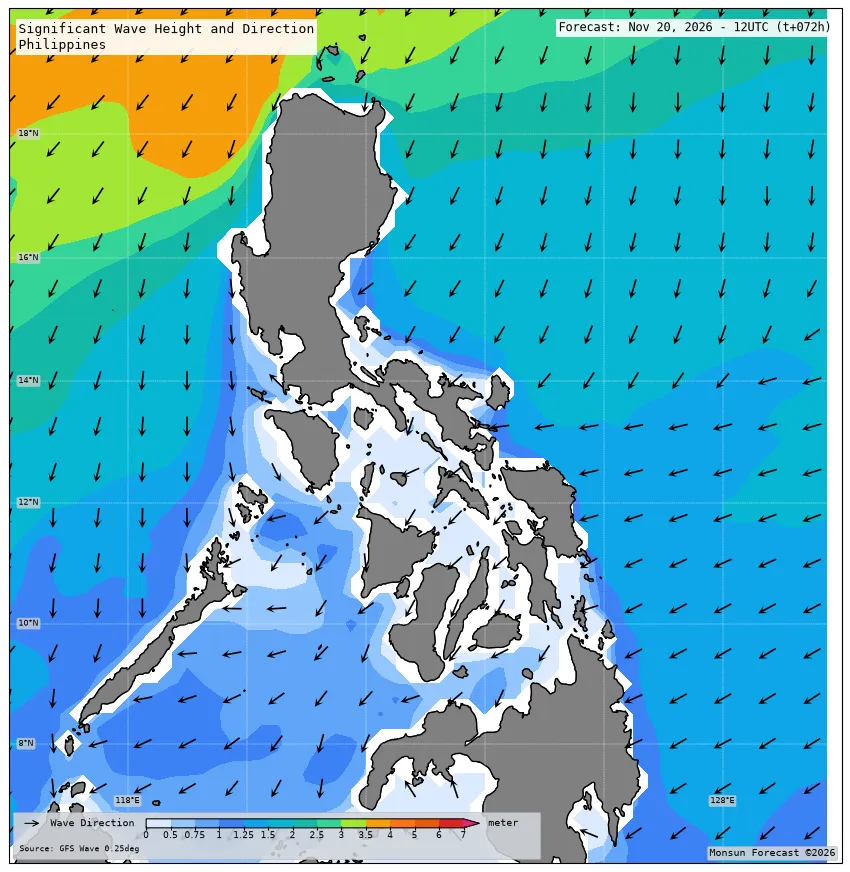 Significant Wave Height and Direction
Philippines
Forecast: Nov 20, 2026 - 12UTC (t+072h)
18°N
16°N
14°N
12°N
10°N
8°N
118°E
128°E
Wave Direction
0 0.5 0.75 1 1.25 1.5 2 2.5 3 3.5 4 5 6 7
meter
Source: GFS Wave 0.25deg
Monsun Forecast ©2026